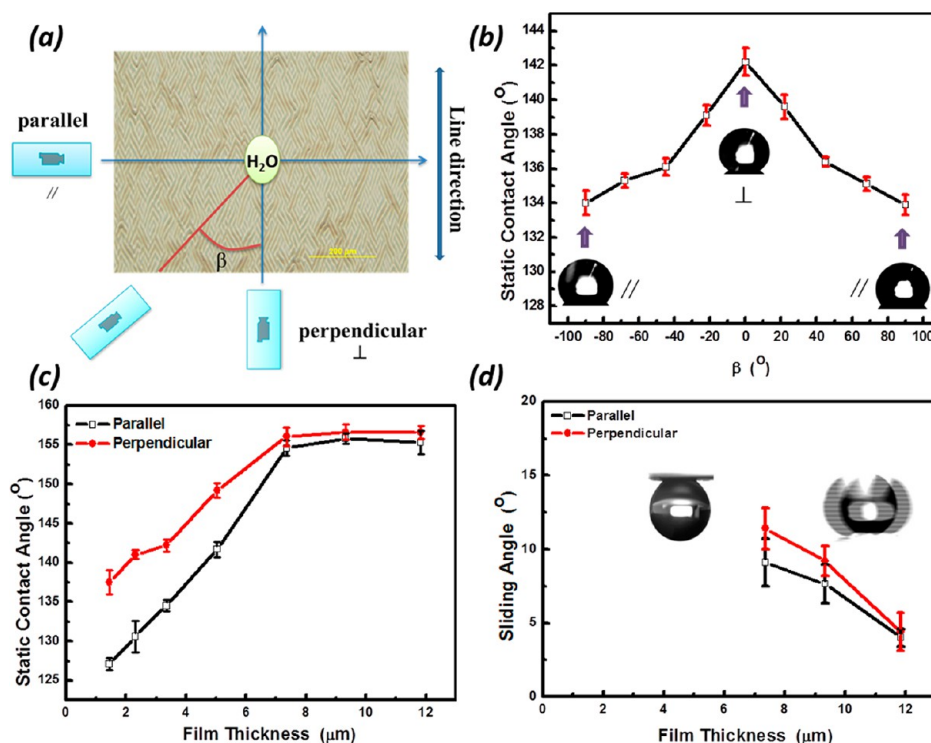 (a)
parallel
//
H₂O
β
200 μm
Line direction
perpendicular
⊥
(b)
Static Contact Angle (°)
142
140
138
136
134
132
130
128
-100 -80 -60 -40 -20 0 20 40 60 80 100
β (°)
⊥
//
//
(c)
Static Contact Angle (°)
160
155
150
145
140
135
130
125
0 2 4 6 8 10 12
Film Thickness (μm)
Parallel
Perpendicular
(d)
Sliding Angle (°)
20
15
10
5
0
0 2 4 6 8 10 12
Film Thickness (μm)
Parallel
Perpendicular